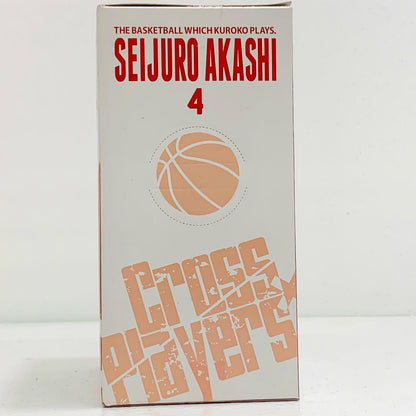 THE BASKETBALL WHICH KUROKO PLAYS.
SEIJURO AKASHI
4
Cross
Players